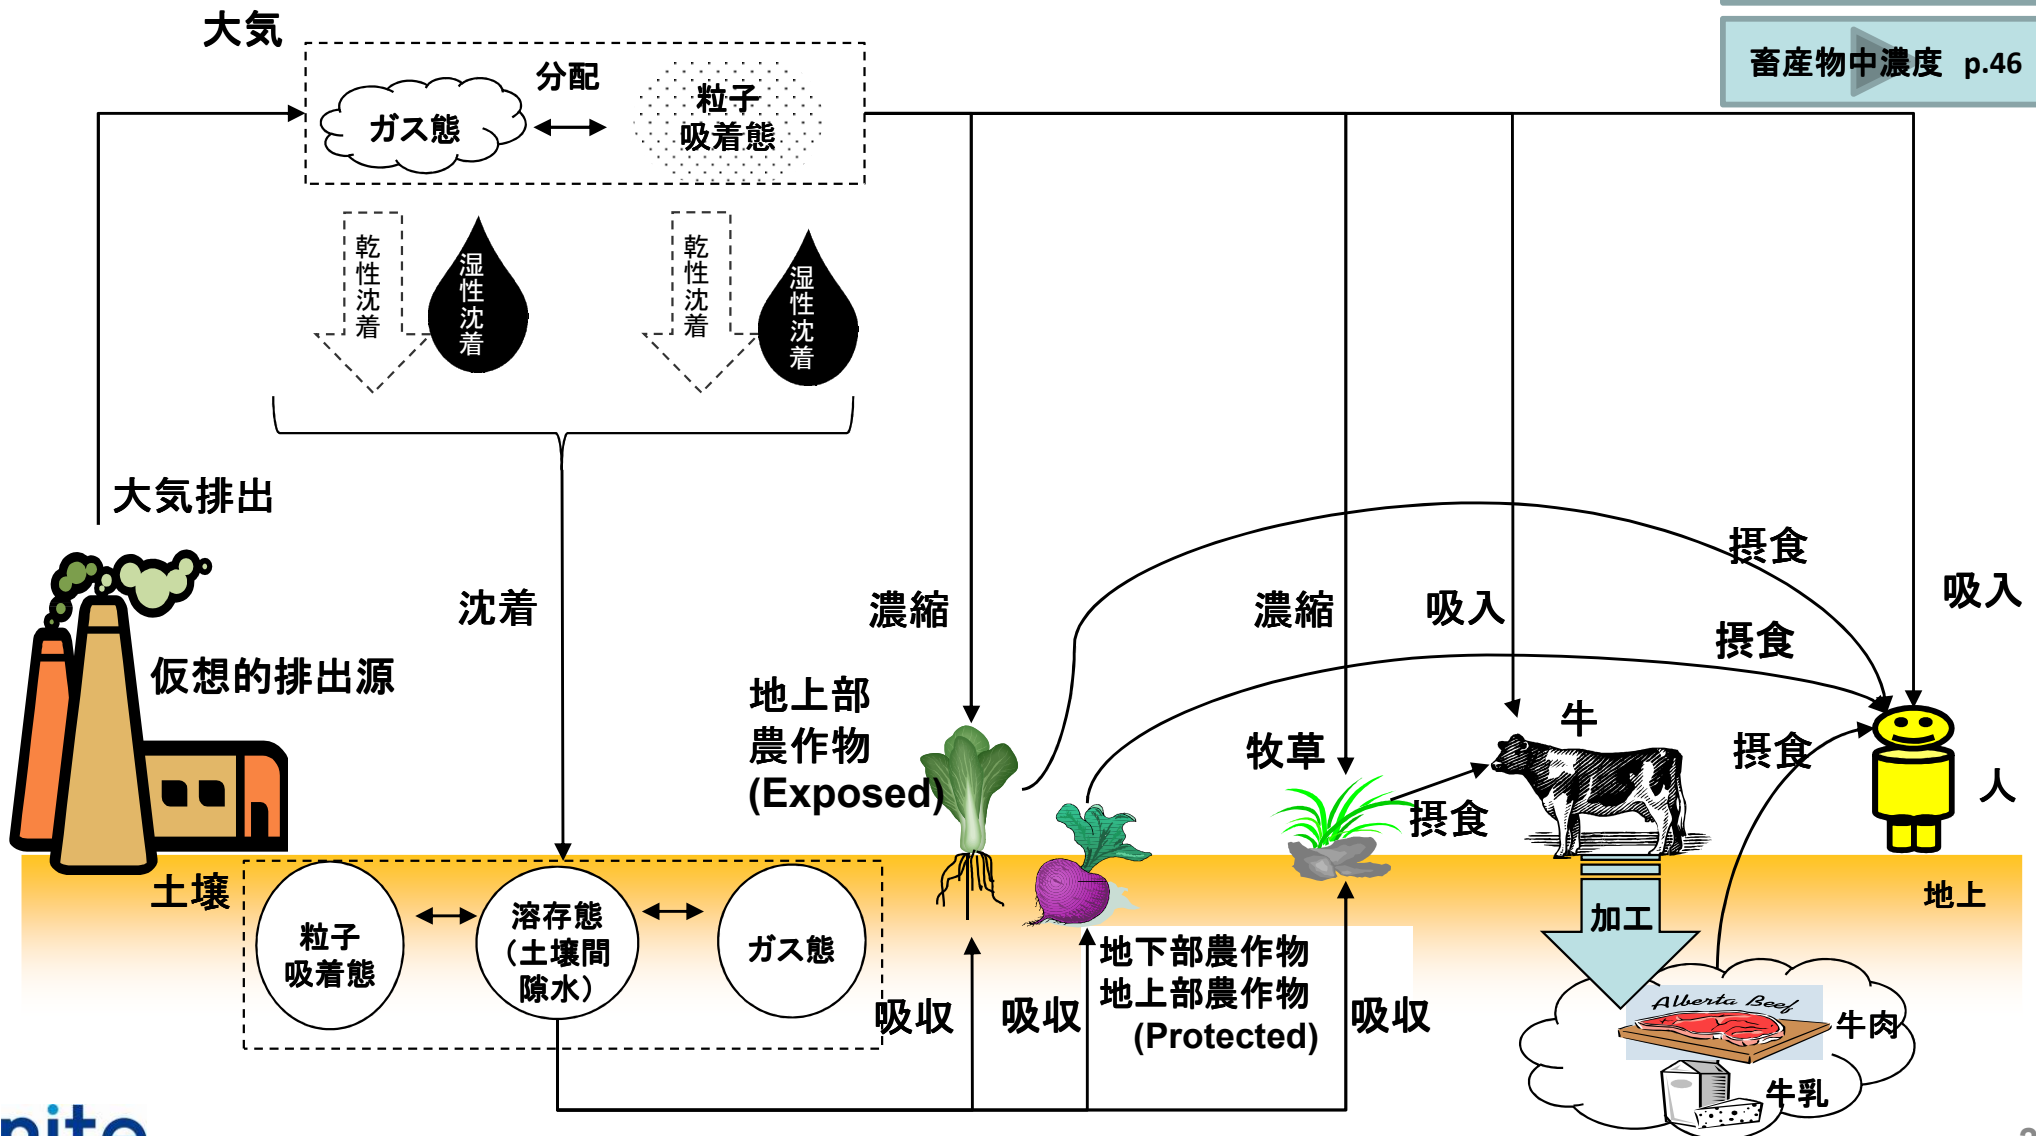 大気
畜産物中濃度 p.46
分配
ガス態
粒子
吸着態
乾性沈着
湿性沈着
乾性沈着
湿性沈着
大気排出
仮想的排出源
沈着
濃縮
濃縮
吸入
摂食
吸入
摂食
地上部
農作物
(Exposed)
牧草
牛
摂食
摂食
人
土壌
地上
粒子
吸着態
溶存態
（土壌間
隙水）
ガス態
加工
地下部農作物
地上部農作物
(Protected)
吸収
吸収
吸収
Alberta Beef
牛肉
牛乳
nite